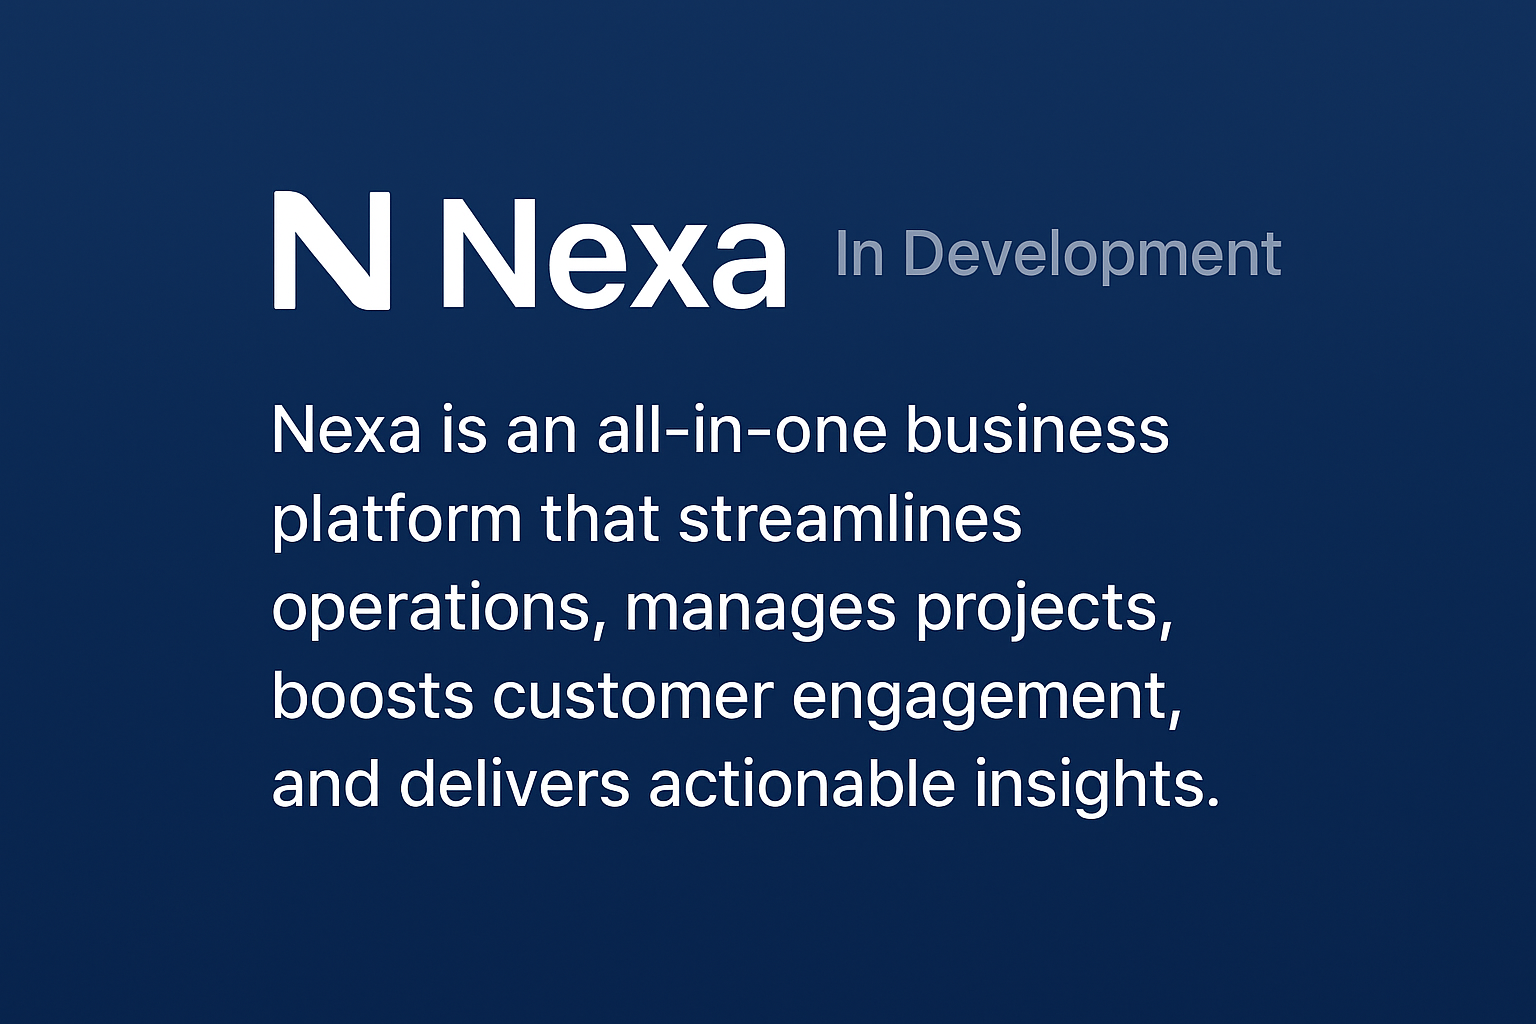 N Nexa In Development
Nexa is an all-in-one business
platform that streamlines
operations, manages projects,
boosts customer engagement,
and delivers actionable insights.